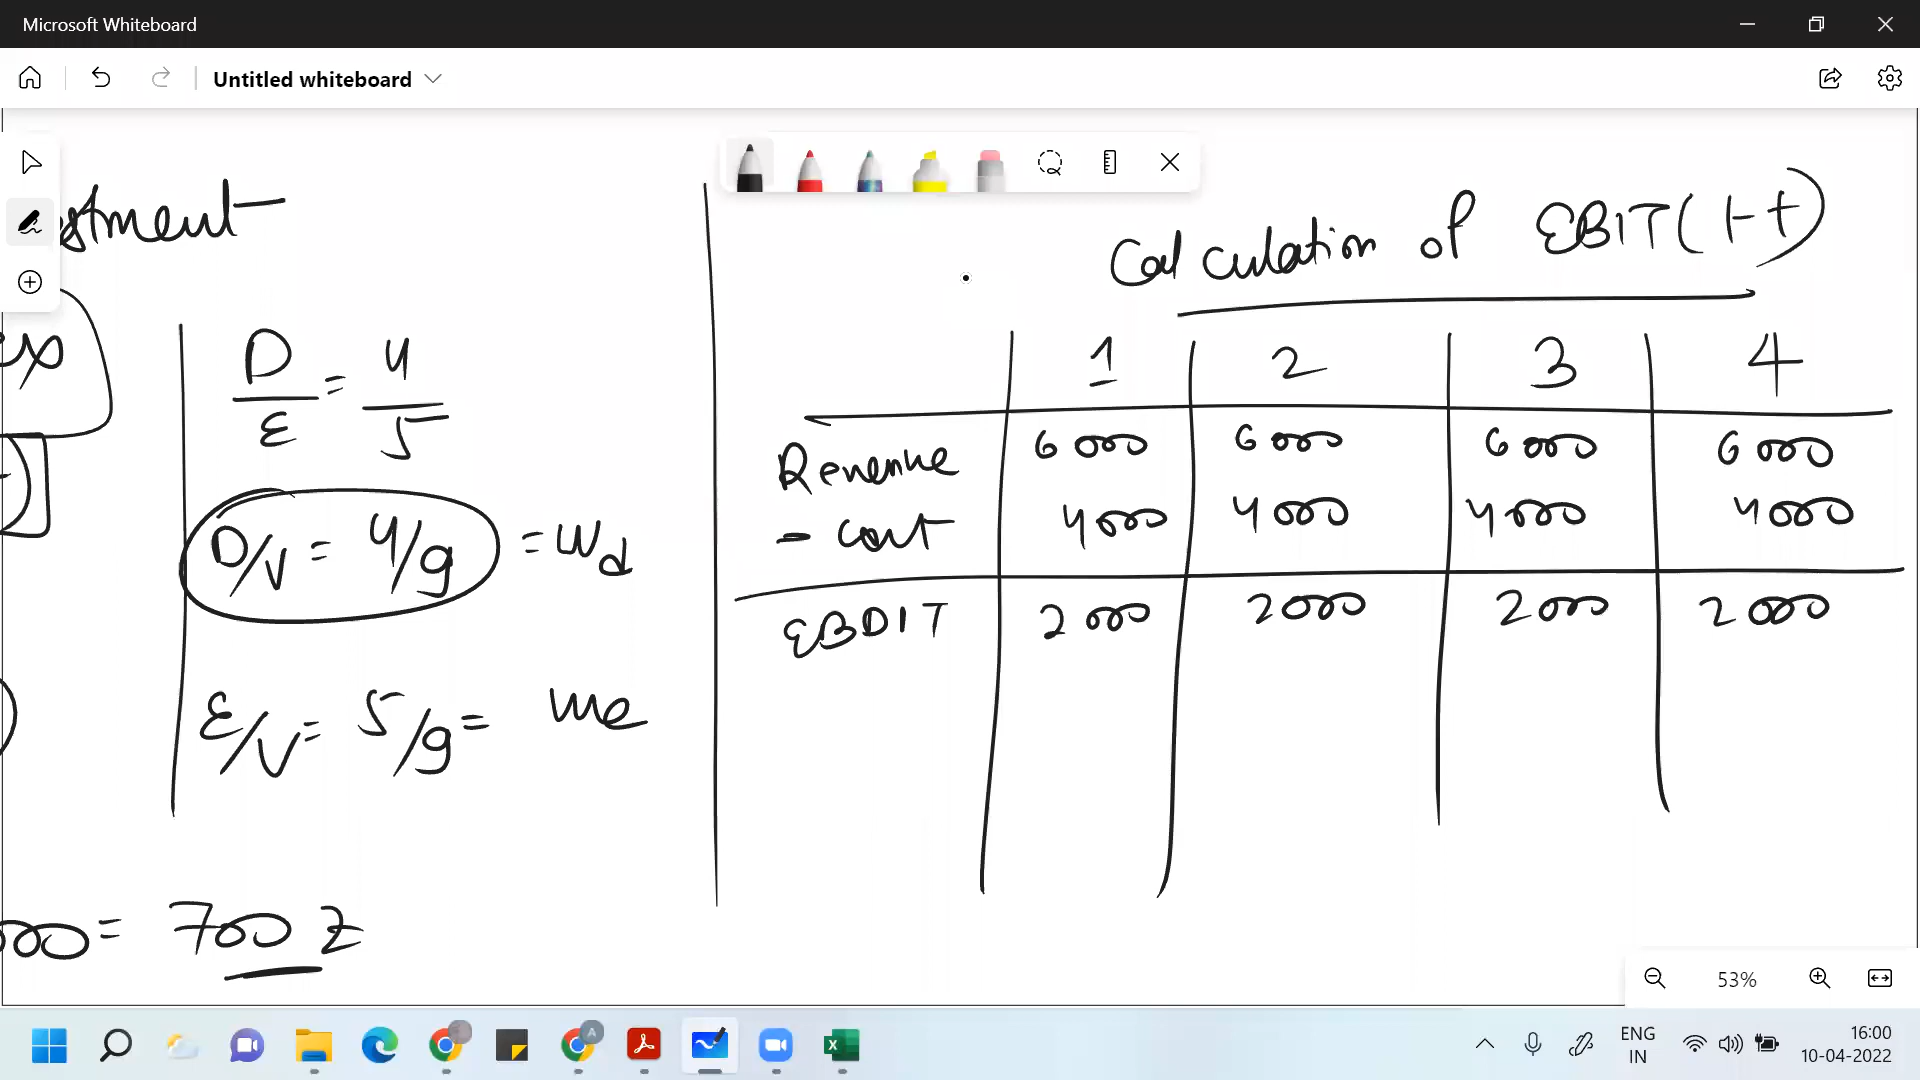 Microsoft Whiteboard
Untitled whiteboard
stment
D/E = 4/5
D/V = 4/9 = Wd
E/V = 5/9 = We
000 = 700 Z
Calculation of EBIT(1-t)
1 2 3 4
Revenue 6000 6000 6000 6000
- Cost 4000 4000 4000 4000
EBDIT 2000 2000 2000 2000
53%
ENG
IN
16:00
10-04-2022